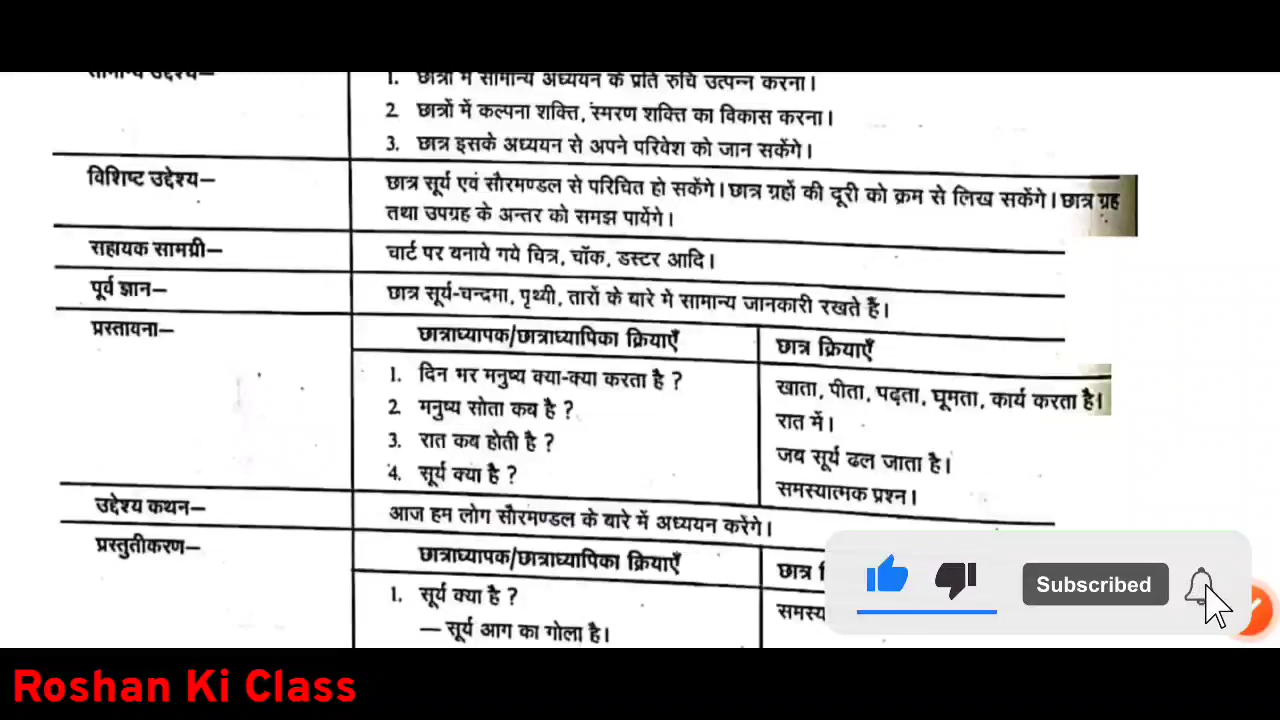 सामान्य उद्देश्य—
1. छात्रों में सामान्य अध्ययन के प्रति रुचि उत्पन्न करना।
2 छात्रों में कल्पना शक्ति, स्मरण शक्ति का विकास करना।
3. छात्र इसके अध्ययन से अपने परिवेश को जान सकेंगे।
विशिष्ट उद्देश्य—
छात्र सूर्य एवं सौरमण्डल से परिचित हो सकेंगे। छात्र ग्रहों की दूरी को क्रम से लिख सकेंगे। छात्र ग्रह
तथा उपग्रह के अन्तर को समझ पायेंगे।
सहायक सामग्री—
चार्ट पर बनाये गये चित्र, चॉक, डस्टर आदि।
पूर्व ज्ञान—
छात्र सूर्य-चन्द्रमा, पृथ्वी, तारों के बारे मे सामान्य जानकारी रखते हैं।
प्रस्तावना—
छात्राध्यापक/छात्राध्यापिका क्रियाएँ
छात्र क्रियाएँ
1. दिन भर मनुष्य क्या-क्या करता है ?
खाता, पीता, पढ़ता, घूमता, कार्य करता है।
2 मनुष्य सोता कब है ?
रात में।
3. रात कब होती है ?
जब सूर्य ढल जाता है।
4. सूर्य क्या है ?
समस्यात्मक प्रश्न।
उद्देश्य कथन—
आज हम लोग सौरमण्डल के बारे में अध्ययन करेंगे।
प्रस्तुतीकरण—
छात्राध्यापक/छात्राध्यापिका क्रियाएँ
छात्र
1. सूर्य क्या है ?
— सूर्य आग का गोला है।
Subscribed
Roshan Ki Class